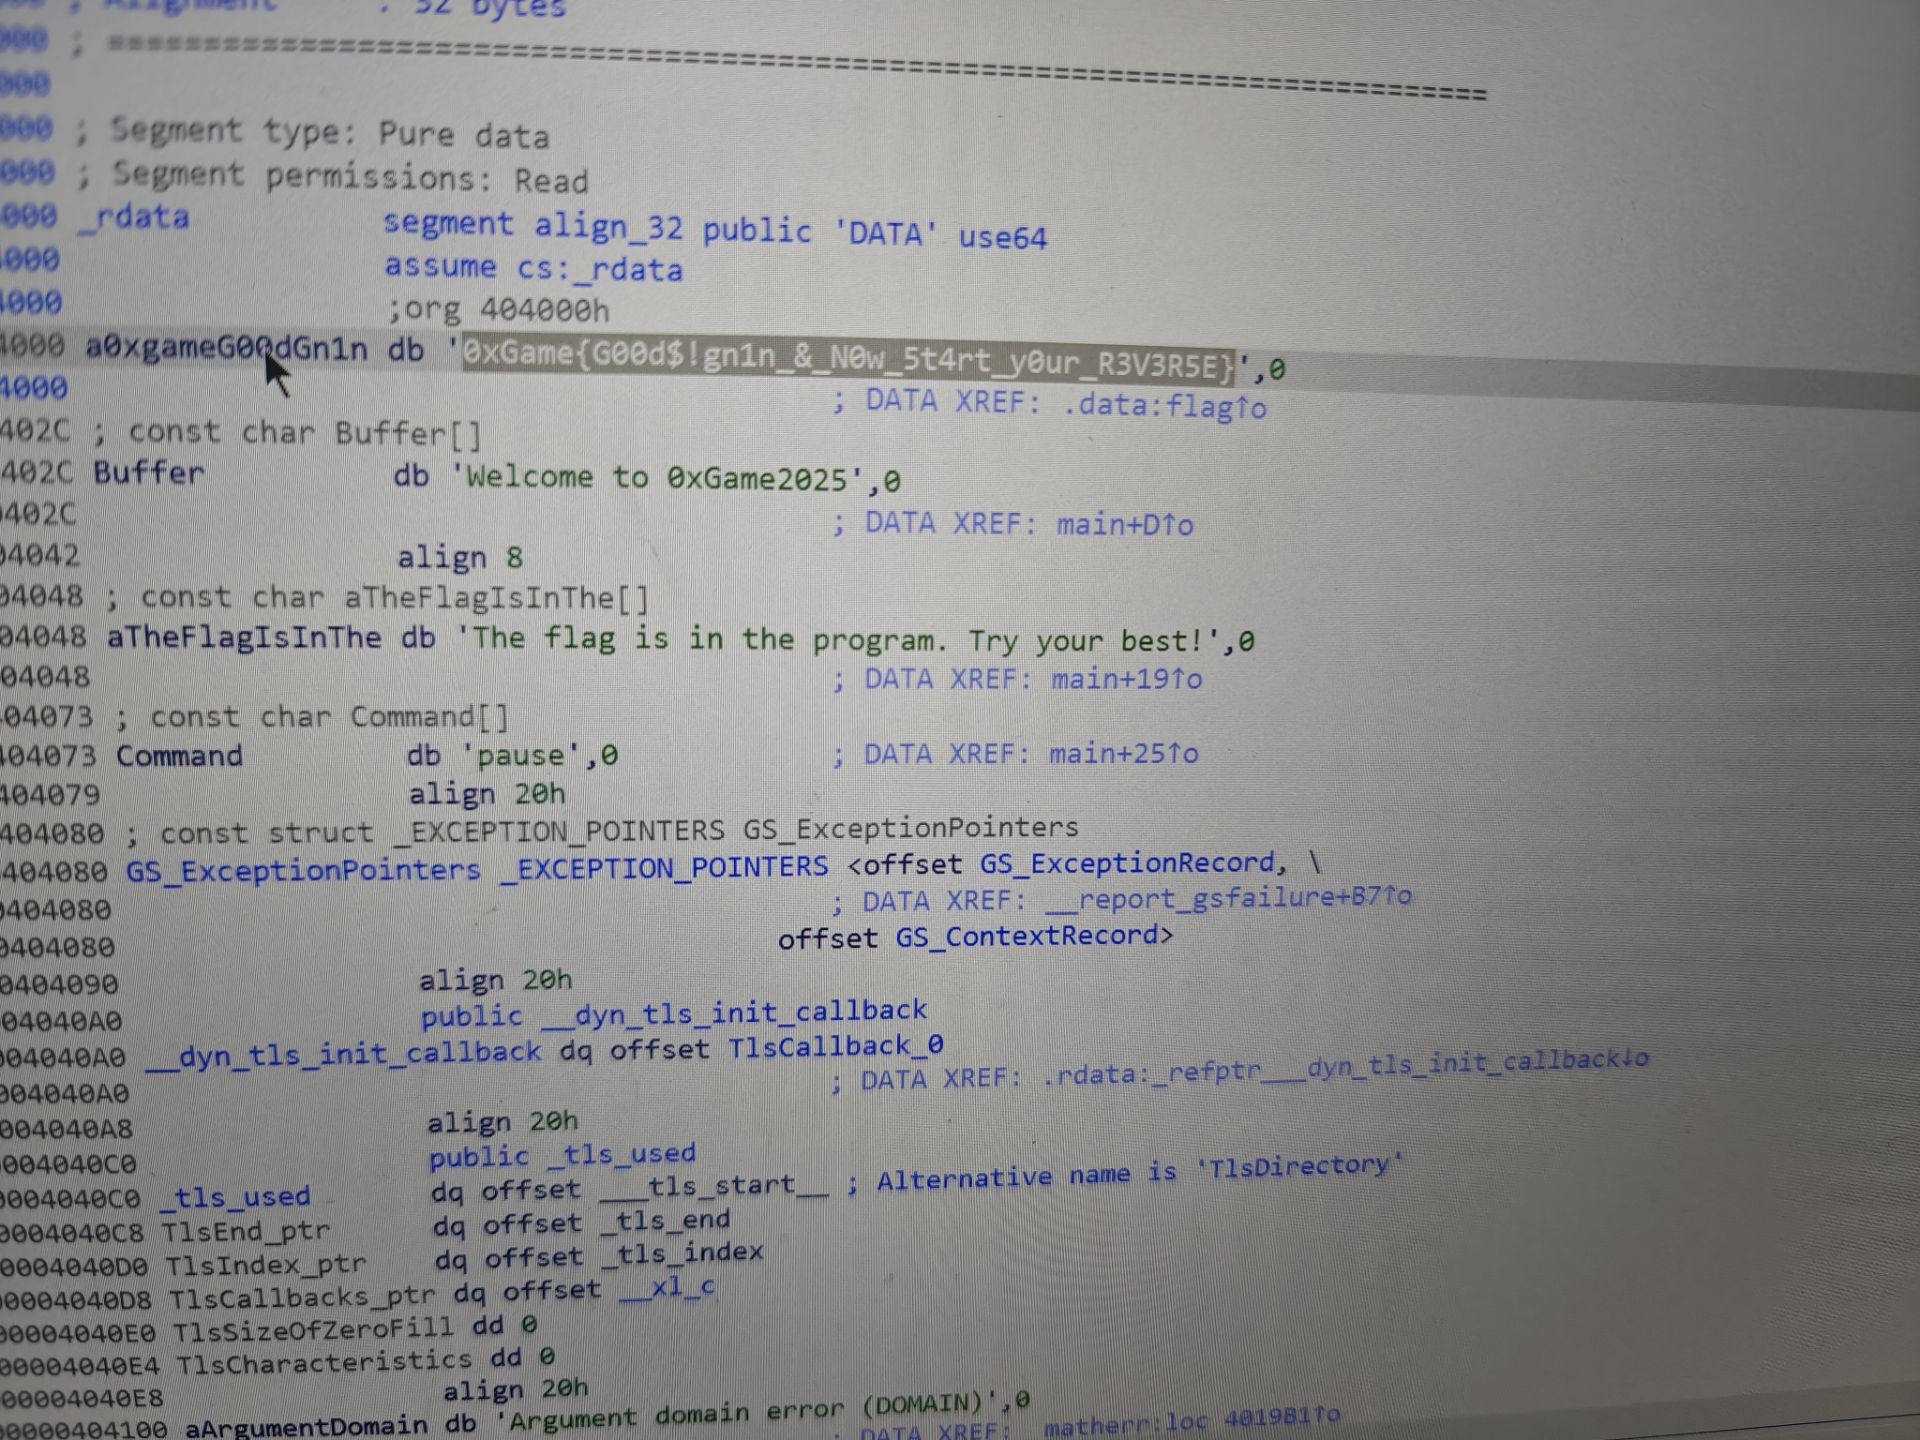 ; Alignment : 32 bytes
000 ; ==========================================================================
000
000 ; Segment type: Pure data
000 ; Segment permissions: Read
000 _rdata segment align_32 public 'DATA' use64
000 assume cs:_rdata
4000 ;org 404000h
4000 a0xgameG00dGn1n db '0xGame{G00d$!gn1n_&_N0w_5t4rt_y0ur_R3V3R5E}',0
4000 ; DATA XREF: .data:flag↑o
402C ; const char Buffer[]
402C Buffer db 'Welcome to 0xGame2025',0
402C ; DATA XREF: main+D↑o
04042 align 8
04048 ; const char aTheFlagIsInThe[]
04048 aTheFlagIsInThe db 'The flag is in the program. Try your best!',0
04048 ; DATA XREF: main+19↑o
04073 ; const char Command[]
404073 Command db 'pause',0 ; DATA XREF: main+25↑o
404079 align 20h
404080 ; const struct _EXCEPTION_POINTERS GS_ExceptionPointers
404080 GS_ExceptionPointers _EXCEPTION_POINTERS <offset GS_ExceptionRecord, \
0404080 ; DATA XREF: __report_gsfailure+B7↑o
0404080 offset GS_ContextRecord>
0404090 align 20h
04040A0 public __dyn_tls_init_callback
004040A0 __dyn_tls_init_callback dq offset TlsCallback_0
004040A0 ; DATA XREF: .rdata:_refptr___dyn_tls_init_callback↓o
004040A8 align 20h
004040C0 public _tls_used
0004040C0 _tls_used dq offset ___tls_start__ ; Alternative name is 'TlsDirectory'
0004040C8 TlsEnd_ptr dq offset _tls_end
0004040D0 TlsIndex_ptr dq offset _tls_index
00004040D8 TlsCallbacks_ptr dq offset __xl_c
00004040E0 TlsSizeOfZeroFill dd 0
00004040E4 TlsCharacteristics dd 0
00004040E8 align 20h
00000404100 aArgumentDomain db 'Argument domain error (DOMAIN)',0
; DATA XREF: matherr:loc_4019B1↑o